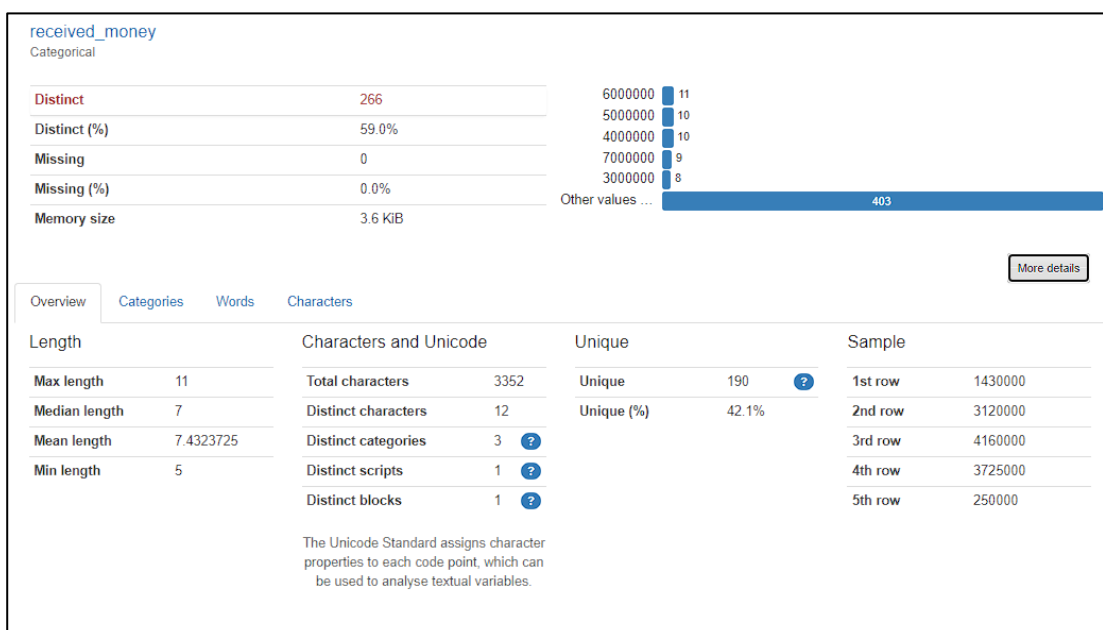 received_money
Categorical
Distinct 266
Distinct (%) 59.0%
Missing 0
Missing (%) 0.0%
Memory size 3.6 KiB
6000000 11
5000000 10
4000000 10
7000000 9
3000000 8
Other values ... 403
More details
Overview Categories Words Characters
Length
Max length 11
Median length 7
Mean length 7.4323725
Min length 5
Characters and Unicode
Total characters 3352
Distinct characters 12
Distinct categories 3 ?
Distinct scripts 1 ?
Distinct blocks 1 ?
The Unicode Standard assigns character
properties to each code point, which can
be used to analyse textual variables.
Unique
Unique 190 ?
Unique (%) 42.1%
Sample
1st row 1430000
2nd row 3120000
3rd row 4160000
4th row 3725000
5th row 250000